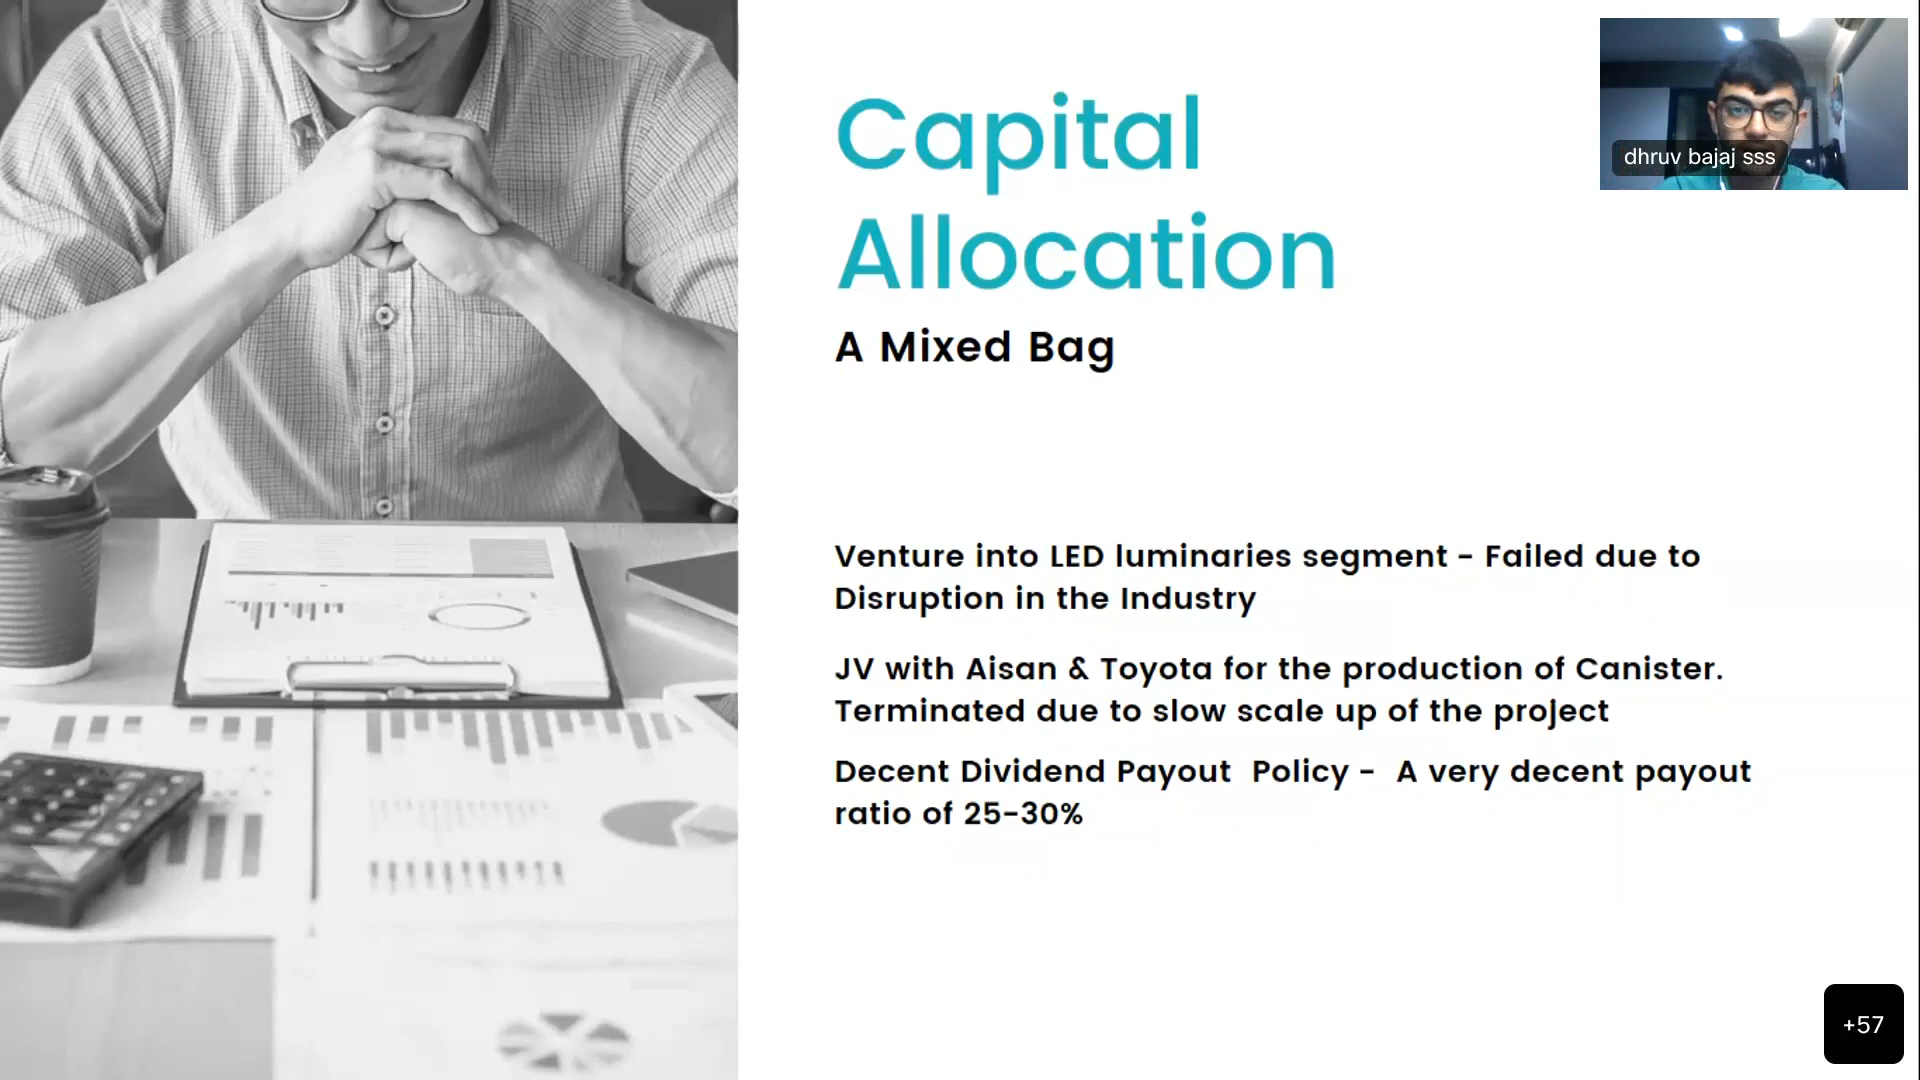 Capital
Allocation
A Mixed Bag
Venture into LED luminaries segment - Failed due to
Disruption in the Industry
JV with Aisan & Toyota for the production of Canister.
Terminated due to slow scale up of the project
Decent Dividend Payout Policy - A very decent payout
ratio of 25-30%
dhruv bajaj sss
+57